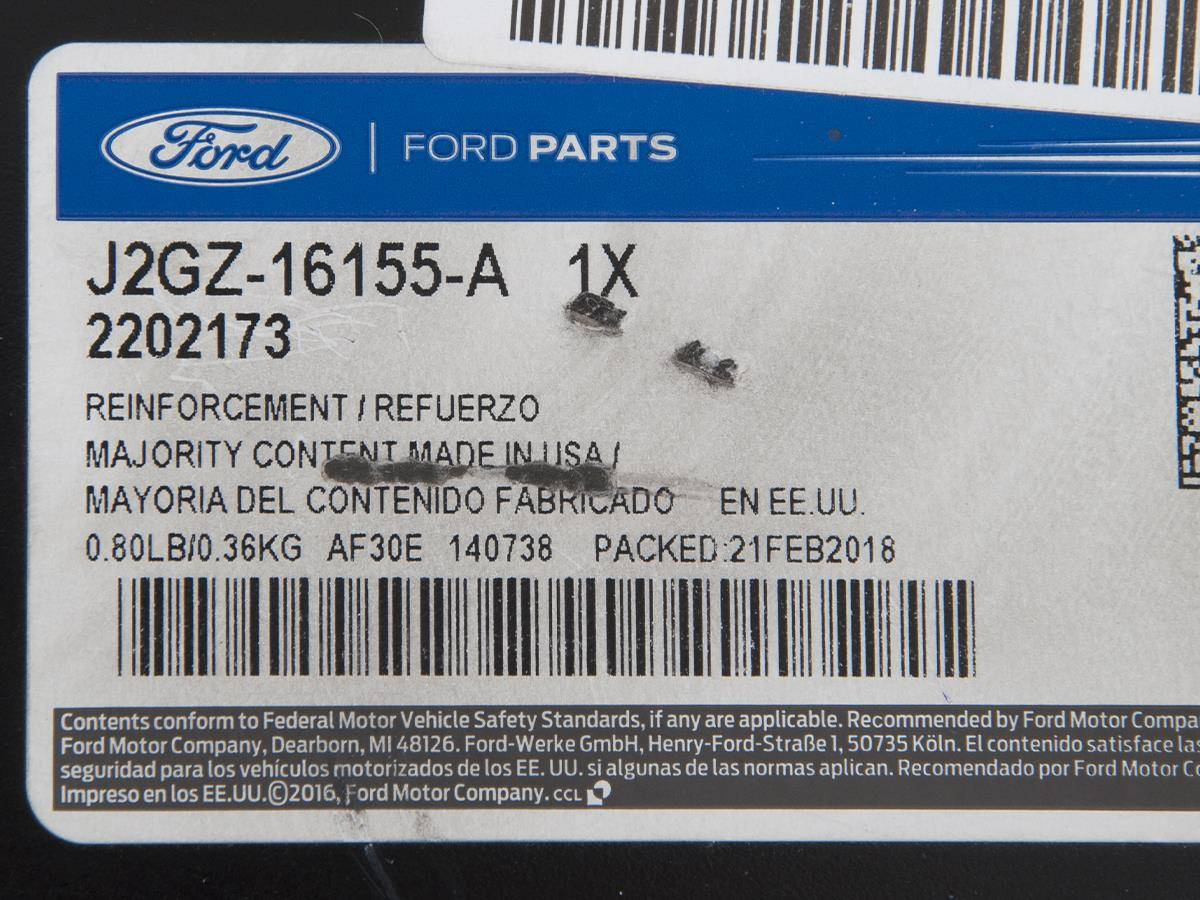 Ford | FORD PARTS
J2GZ-16155-A 1X
2202173
REINFORCEMENT / REFUERZO
MAJORITY CONTENT MADE IN USA /
MAYORIA DEL CONTENIDO FABRICADO EN EE.UU.
0.80LB/0.36KG AF30E 140738 PACKED:21FEB2018
Contents conform to Federal Motor Vehicle Safety Standards, if any are applicable. Recommended by Ford Motor Compa
Ford Motor Company, Dearborn, MI 48126. Ford-Werke GmbH, Henry-Ford-Straße 1, 50735 Köln. El contenido satisface las
seguridad para los vehículos motorizados de los EE. UU. si algunas de las normas aplican. Recomendado por Ford Motor Co
Impreso en los EE.UU.©2016, Ford Motor Company. CCL